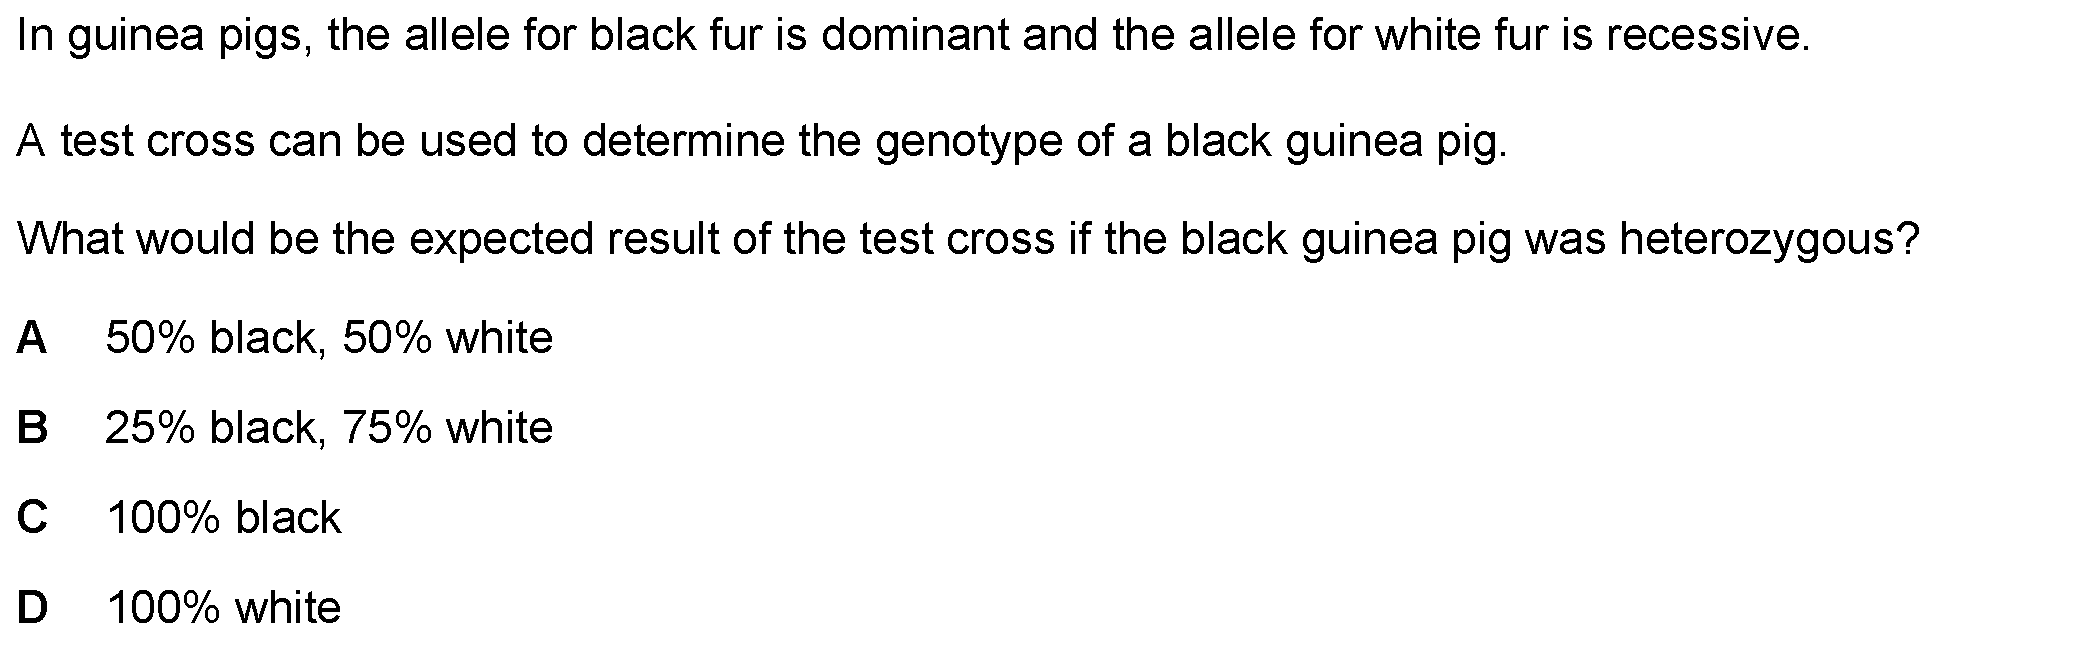 In guinea pigs, the allele for black fur is dominant and the allele for white fur is recessive.
A test cross can be used to determine the genotype of a black guinea pig.
What would be the expected result of the test cross if the black guinea pig was heterozygous?
A 50% black, 50% white
B 25% black, 75% white
C 100% black
D 100% white